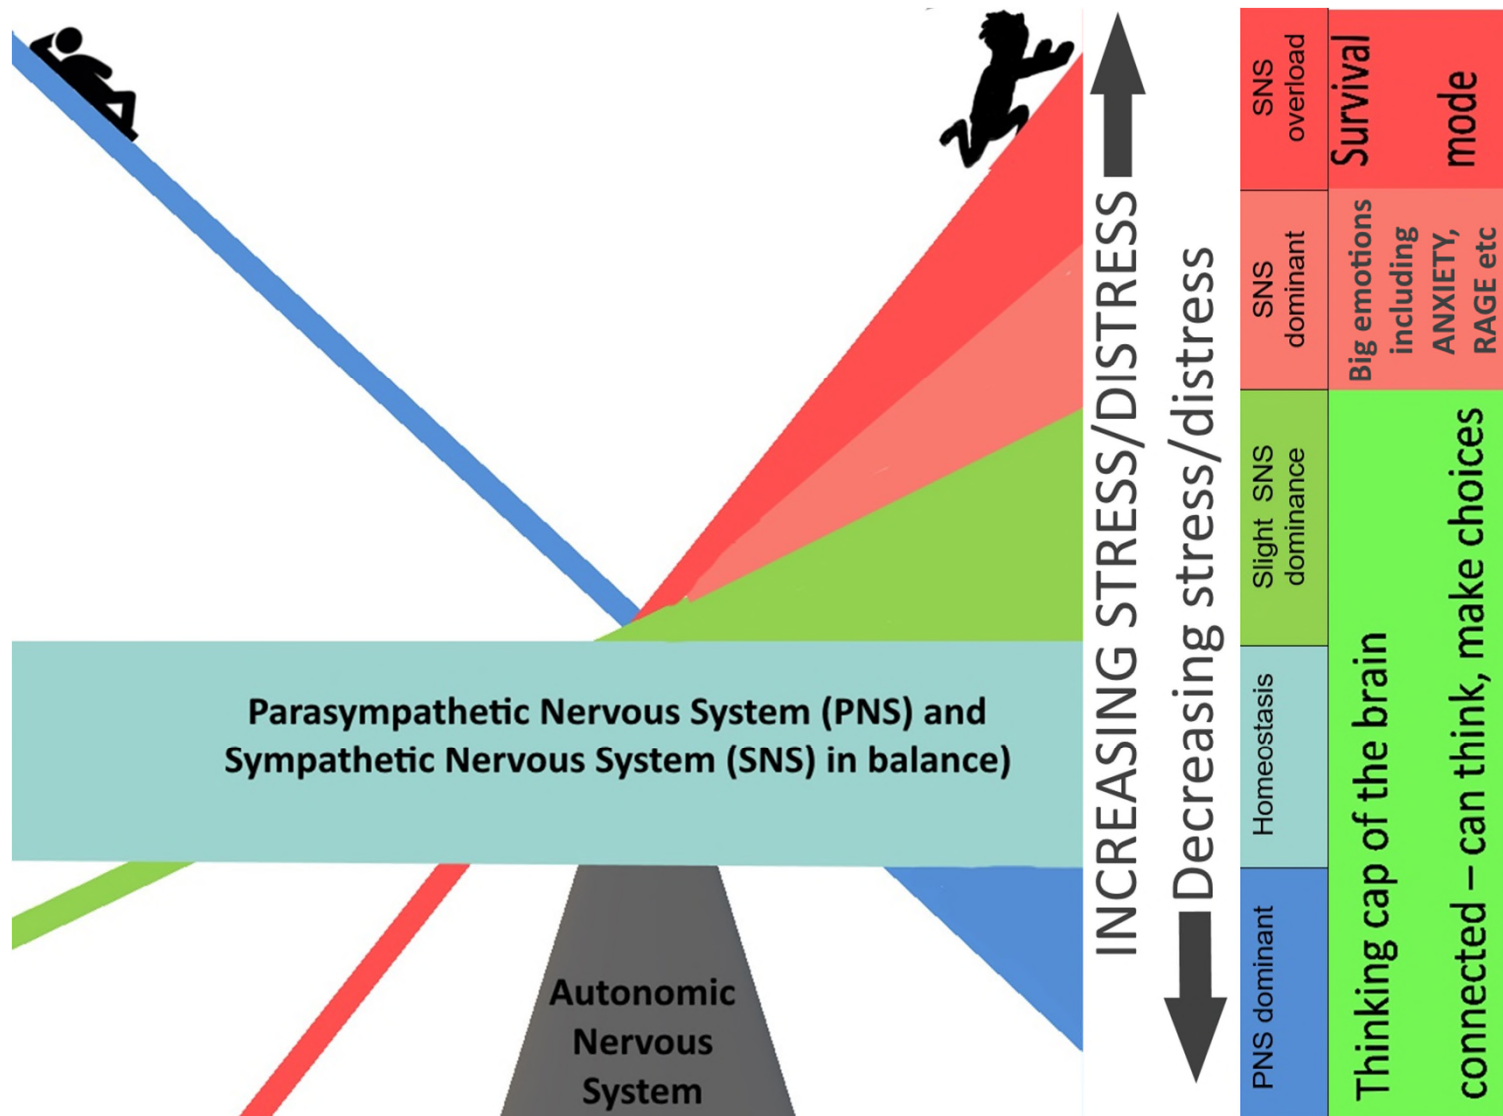 Parasympathetic Nervous System (PNS) and
Sympathetic Nervous System (SNS) in balance)
Autonomic
Nervous
System
INCREASING STRESS/DISTRESS
Decreasing stress/distress
SNS
overload
SNS
dominant
Slight SNS
dominance
Homeostasis
PNS dominant
Survival
mode
Big emotions
including
ANXIETY,
RAGE etc
Thinking cap of the brain
connected – can think, make choices